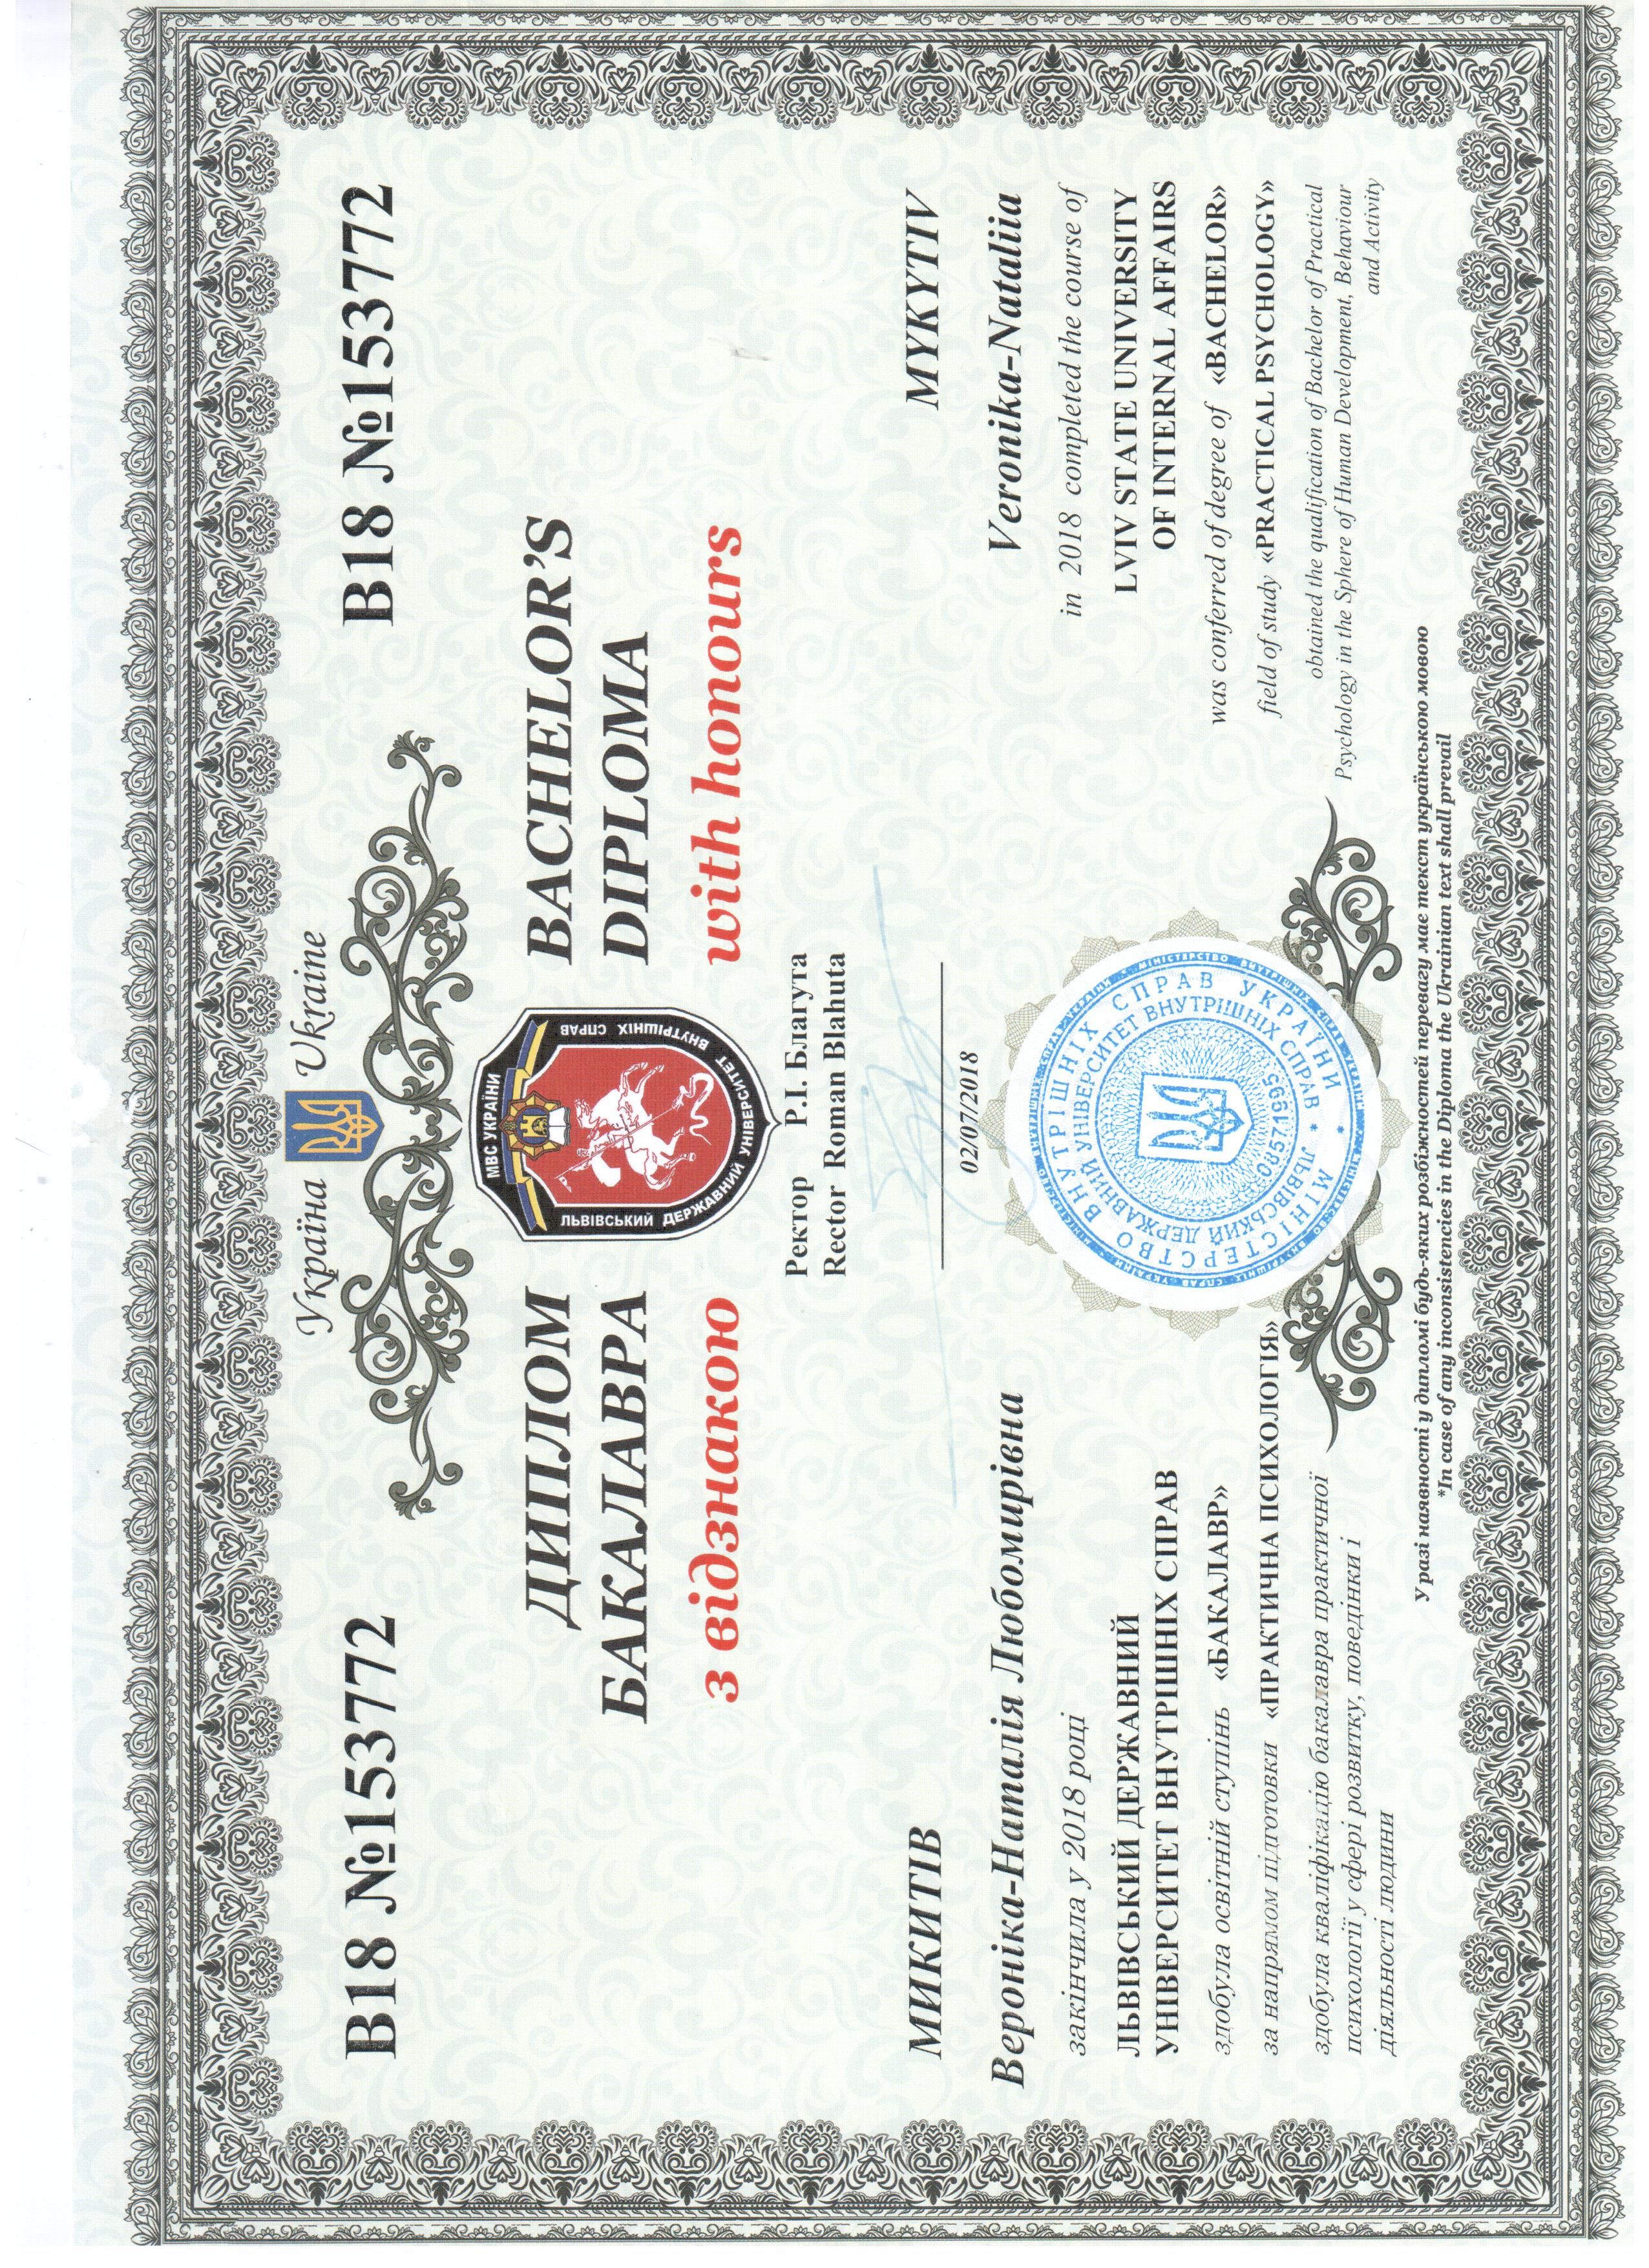 Україна Ukraine
В18 №153772
В18 №153772
МВС УКРАЇНИ
ЛЬВІВСЬКИЙ ДЕРЖАВНИЙ УНІВЕРСИТЕТ ВНУТРІШНІХ СПРАВ
ДИПЛОМ
БАКАЛАВРА
з відзнакою
BACHELOR'S
DIPLOMA
with honours
Ректор Р.І. Благута
Rector Roman Blahuta
02/07/2018
МИКИТІВ
Вероніка-Наталія Любомирівна
закінчила у 2018 році
ЛЬВІВСЬКИЙ ДЕРЖАВНИЙ
УНІВЕРСИТЕТ ВНУТРІШНІХ СПРАВ
здобула освітній ступінь «БАКАЛАВР»
за напрямом підготовки «ПРАКТИЧНА ПСИХОЛОГІЯ»
здобула кваліфікацію бакалавра практичної
психології у сфері розвитку, поведінки і
діяльності людини
MYKYTIV
Veronika-Nataliia
in 2018 completed the course of
LVIV STATE UNIVERSITY
OF INTERNAL AFFAIRS
was conferred of degree of «BACHELOR»
field of study «PRACTICAL PSYCHOLOGY»
obtained the qualification of Bachelor of Practical
Psychology in the Sphere of Human Development, Behaviour
and Activity
МІНІСТЕРСТВО ВНУТРІШНІХ СПРАВ УКРАЇНИ
ЛЬВІВСЬКИЙ ДЕРЖАВНИЙ УНІВЕРСИТЕТ ВНУТРІШНІХ СПРАВ
08571995
У разі наявності у дипломі будь-яких розбіжностей перевагу має текст українською мовою
*In case of any inconsistencies in the Diploma the Ukrainian text shall prevail